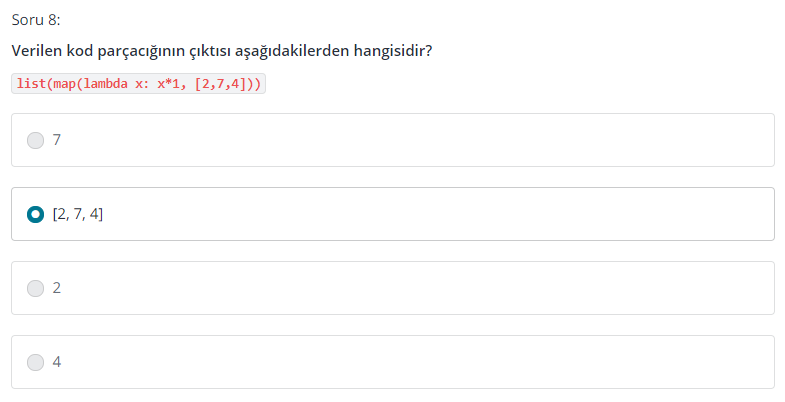 Soru 8:
Verilen kod parçacığının çıktısı aşağıdakilerden hangisidir?
list(map(lambda x: x*1, [2,7,4]))
7
[2, 7, 4]
2
4